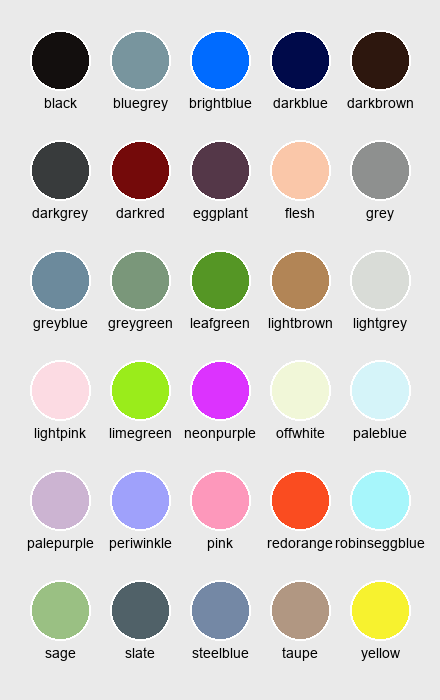 black bluegrey brightblue darkblue darkbrown
darkgrey darkred eggplant flesh grey
greyblue greygreen leafgreen lightbrown lightgrey
lightpink limegreen neonpurple offwhite paleblue
palepurple periwinkle pink redorange robinseggblue
sage slate steelblue taupe yellow